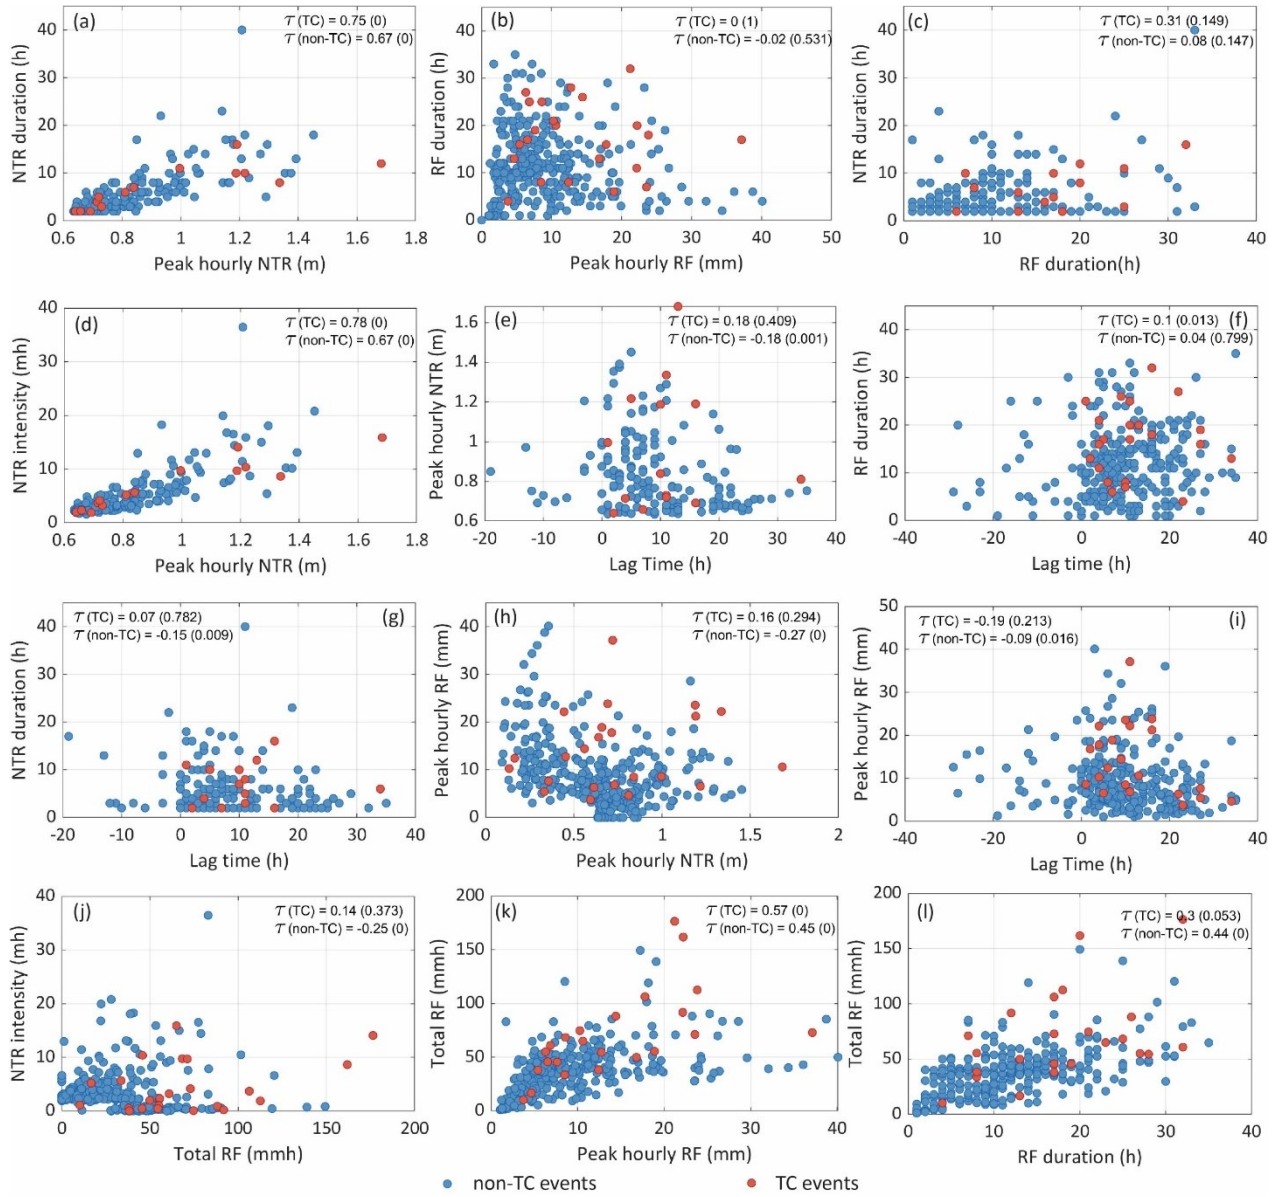 (a)
𝜏 (TC) = 0.75 (0)
𝜏 (non-TC) = 0.67 (0)
NTR duration (h)
40
30
20
10
0
0.6 0.8 1 1.2 1.4 1.6 1.8
Peak hourly NTR (m)
(b)
𝜏 (TC) = 0 (1)
𝜏 (non-TC) = -0.02 (0.531)
RF duration (h)
40
30
20
10
0
0 10 20 30 40 50
Peak hourly RF (mm)
(c)
𝜏 (TC) = 0.31 (0.149)
𝜏 (non-TC) = 0.08 (0.147)
NTR duration (h)
40
30
20
10
0
0 10 20 30 40
RF duration(h)
(d)
𝜏 (TC) = 0.78 (0)
𝜏 (non-TC) = 0.67 (0)
NTR intensity (mh)
40
30
20
10
0
0.6 0.8 1 1.2 1.4 1.6 1.8
Peak hourly NTR (m)
(e)
𝜏 (TC) = 0.18 (0.409)
𝜏 (non-TC) = -0.18 (0.001)
Peak hourly NTR (m)
1.6
1.4
1.2
1
0.8
0.6
-20 -10 0 10 20 30 40
Lag Time (h)
(f)
𝜏 (TC) = 0.1 (0.013)
𝜏 (non-TC) = 0.04 (0.799)
RF duration (h)
40
30
20
10
0
-40 -20 0 20 40
Lag time (h)
(g)
𝜏 (TC) = 0.07 (0.782)
𝜏 (non-TC) = -0.15 (0.009)
NTR duration (h)
40
30
20
10
0
-20 -10 0 10 20 30 40
Lag time (h)
(h)
𝜏 (TC) = 0.16 (0.294)
𝜏 (non-TC) = -0.27 (0)
Peak hourly RF (mm)
40
30
20
10
0
0 0.5 1 1.5 2
Peak hourly NTR (m)
(i)
𝜏 (TC) = -0.19 (0.213)
𝜏 (non-TC) = -0.09 (0.016)
Peak hourly RF (mm)
50
40
30
20
10
0
-40 -20 0 20 40
Lag Time (h)
(j)
𝜏 (TC) = 0.14 (0.373)
𝜏 (non-TC) = -0.25 (0)
NTR intensity (mh)
40
30
20
10
0
0 50 100 150 200
Total RF (mmh)
(k)
𝜏 (TC) = 0.57 (0)
𝜏 (non-TC) = 0.45 (0)
Total RF (mmh)
200
150
100
50
0
0 10 20 30 40
Peak hourly RF (mm)
(l)
𝜏 (TC) = 0.3 (0.053)
𝜏 (non-TC) = 0.44 (0)
Total RF (mmh)
200
150
100
50
0
0 10 20 30 40
RF duration (h)
non-TC events
TC events